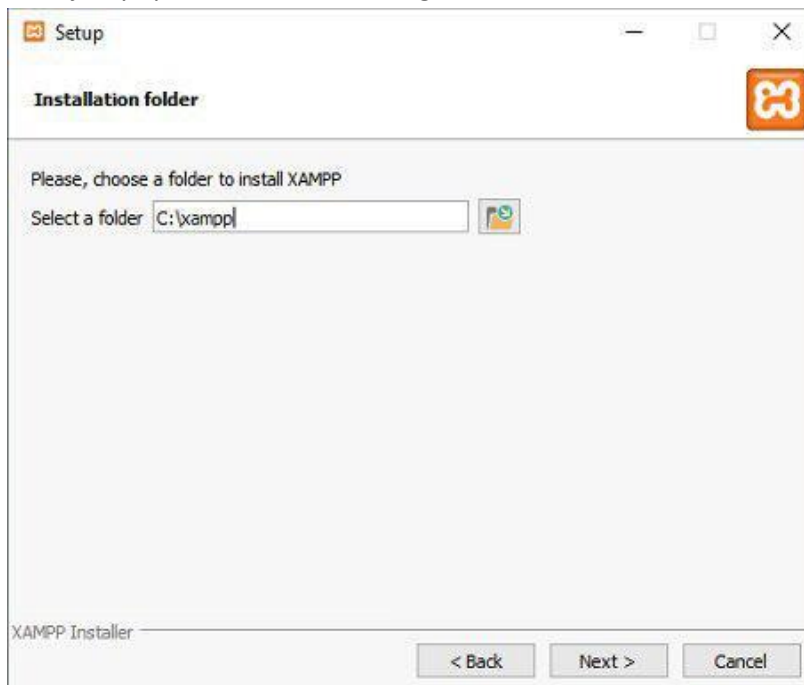 Setup
Installation folder
Please, choose a folder to install XAMPP
Select a folder C:\xampp
XAMPP Installer
< Back Next > Cancel